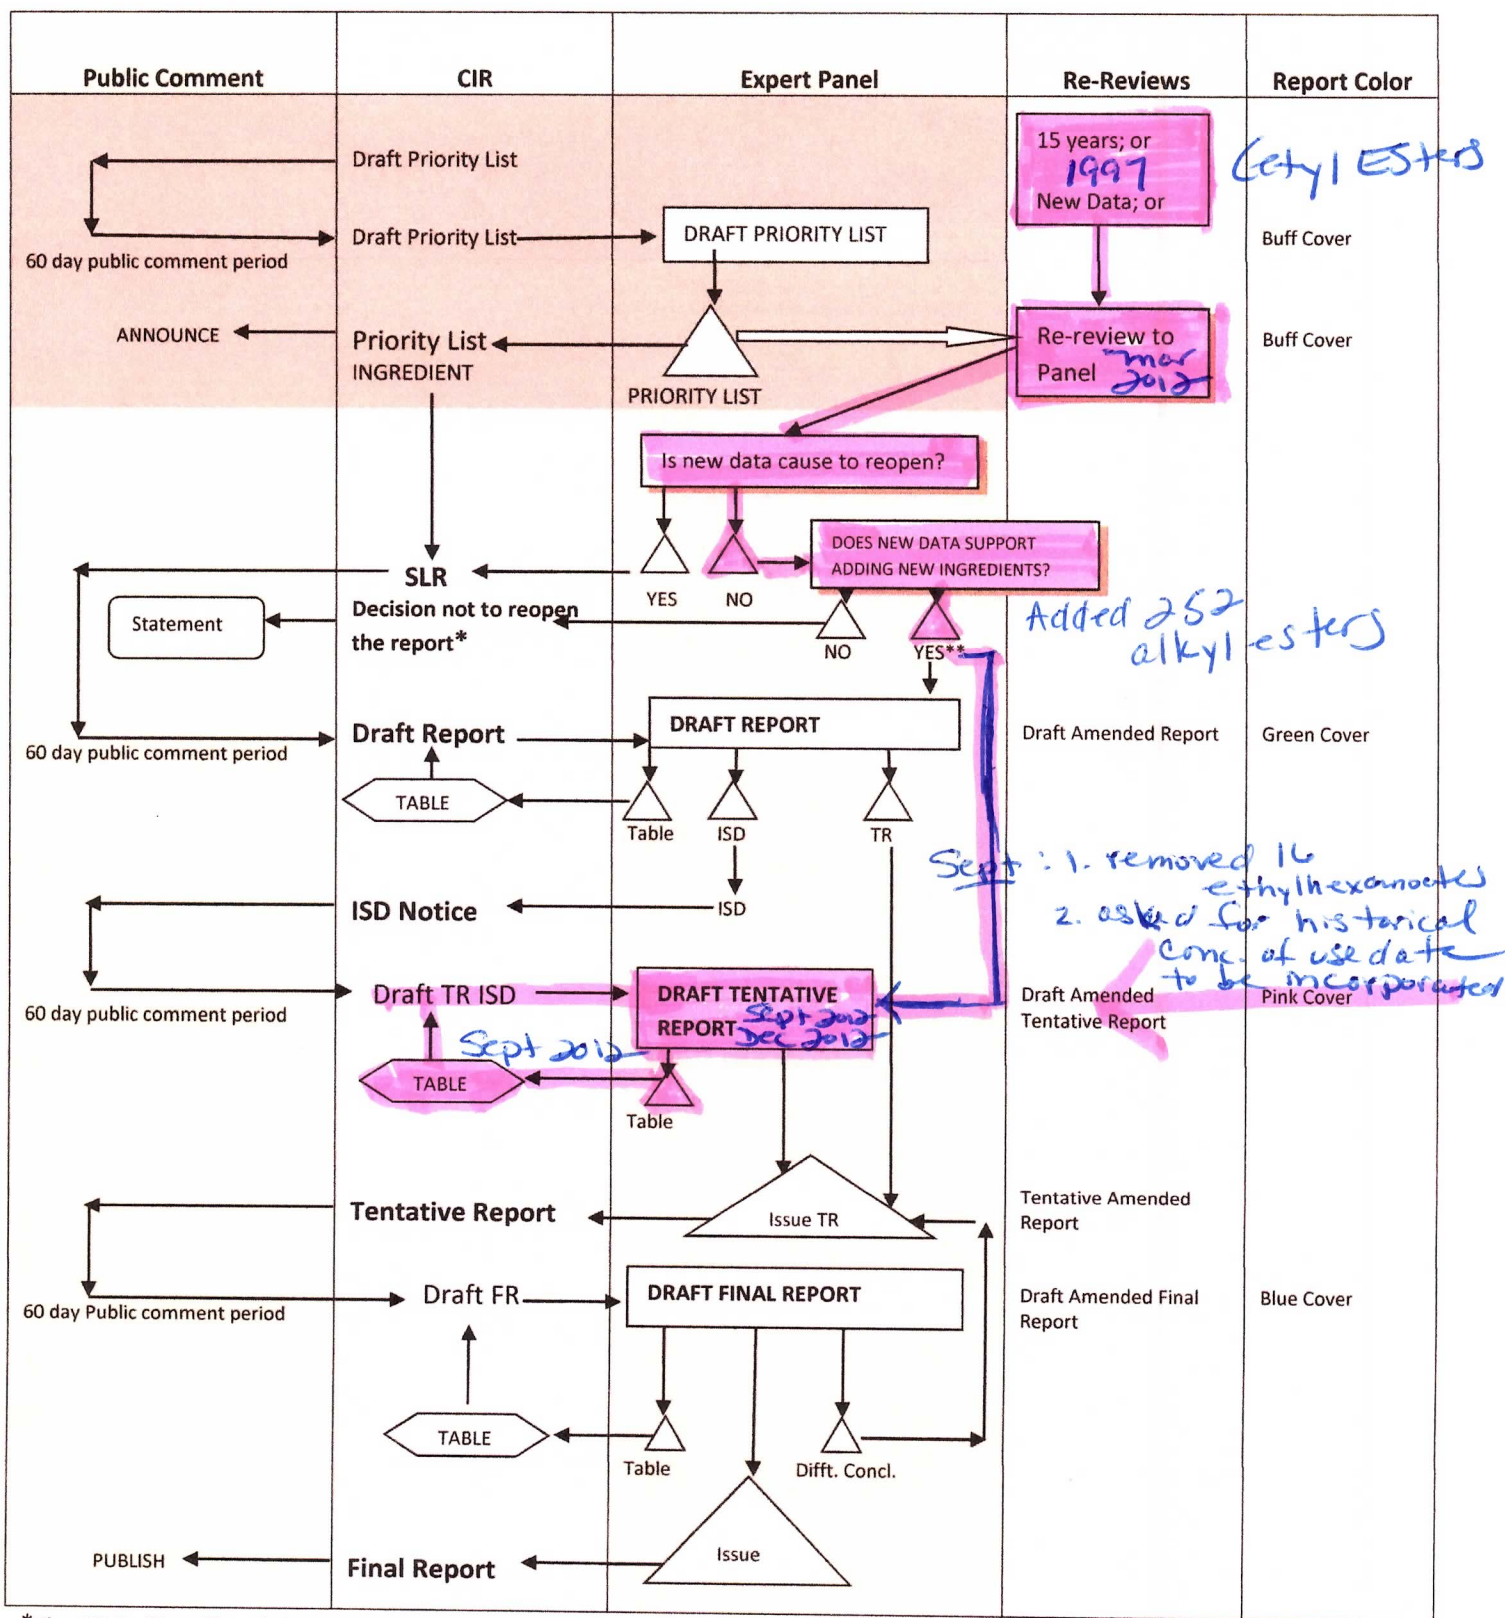 Public Comment
CIR
Expert Panel
Re-Reviews
Report Color
15 years; or
1997
New Data; or
Cetyl ESters
Draft Priority List
Draft Priority List
DRAFT PRIORITY LIST
Buff Cover
60 day public comment period
ANNOUNCE
Priority List
INGREDIENT
PRIORITY LIST
Re-review to
Panel
mar
2012
Buff Cover
Is new data cause to reopen?
DOES NEW DATA SUPPORT
ADDING NEW INGREDIENTS?
SLR
YES
NO
Statement
Decision not to reopen
the report*
NO
YES**
Added 252
alkyl esters
60 day public comment period
Draft Report
DRAFT REPORT
Draft Amended Report
Green Cover
TABLE
Table
ISD
TR
Sept: 1. removed 16
ethylhexanoates
2. asked for historical
conc. of use data
to be incorporated
ISD Notice
ISD
60 day public comment period
Draft TR ISD
DRAFT TENTATIVE
REPORT
Sept 2012
Dec 2012
Draft Amended
Tentative Report
Pink Cover
Sept 2012
TABLE
Table
Tentative Report
Issue TR
Tentative Amended
Report
60 day Public comment period
Draft FR
DRAFT FINAL REPORT
Draft Amended Final
Report
Blue Cover
TABLE
Table
Difft. Concl.
PUBLISH
Final Report
Issue
*